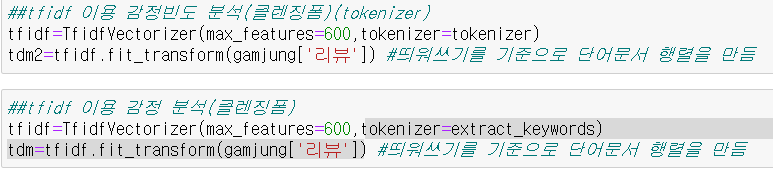 ##tfidf 이용 감정빈도 분석(클렌징폼)(tokenizer)
tfidf=TfidfVectorizer(max_features=600,tokenizer=tokenizer)
tdm2=tfidf.fit_transform(gamjung['리뷰']) #띄워쓰기를 기준으로 단어문서 행렬을 만듬
##tfidf 이용 감정 분석(클렌징폼)
tfidf=TfidfVectorizer(max_features=600,tokenizer=extract_keywords)
tdm=tfidf.fit_transform(gamjung['리뷰']) #띄워쓰기를 기준으로 단어문서 행렬을 만듬